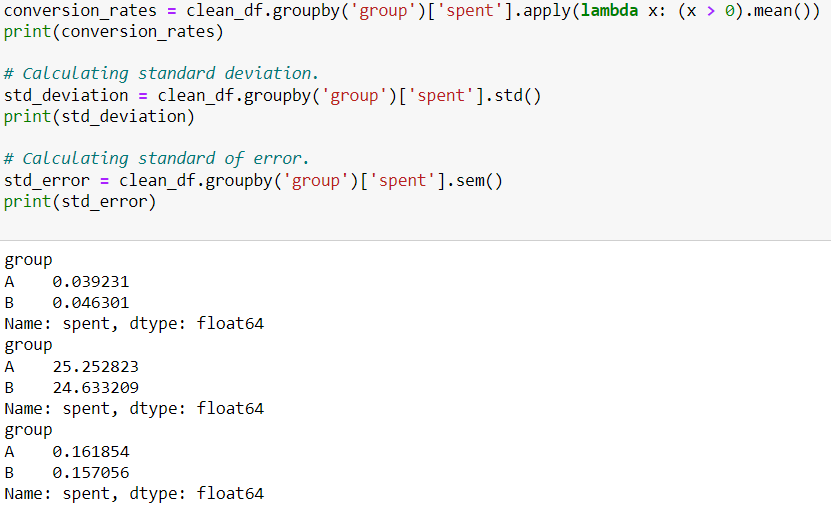 conversion_rates = clean_df.groupby('group')['spent'].apply(lambda x: (x > 0).mean())
print(conversion_rates)
# Calculating standard deviation.
std_deviation = clean_df.groupby('group')['spent'].std()
print(std_deviation)
# Calculating standard of error.
std_error = clean_df.groupby('group')['spent'].sem()
print(std_error)
group
A    0.039231
B    0.046301
Name: spent, dtype: float64
group
A    25.252823
B    24.633209
Name: spent, dtype: float64
group
A    0.161854
B    0.157056
Name: spent, dtype: float64